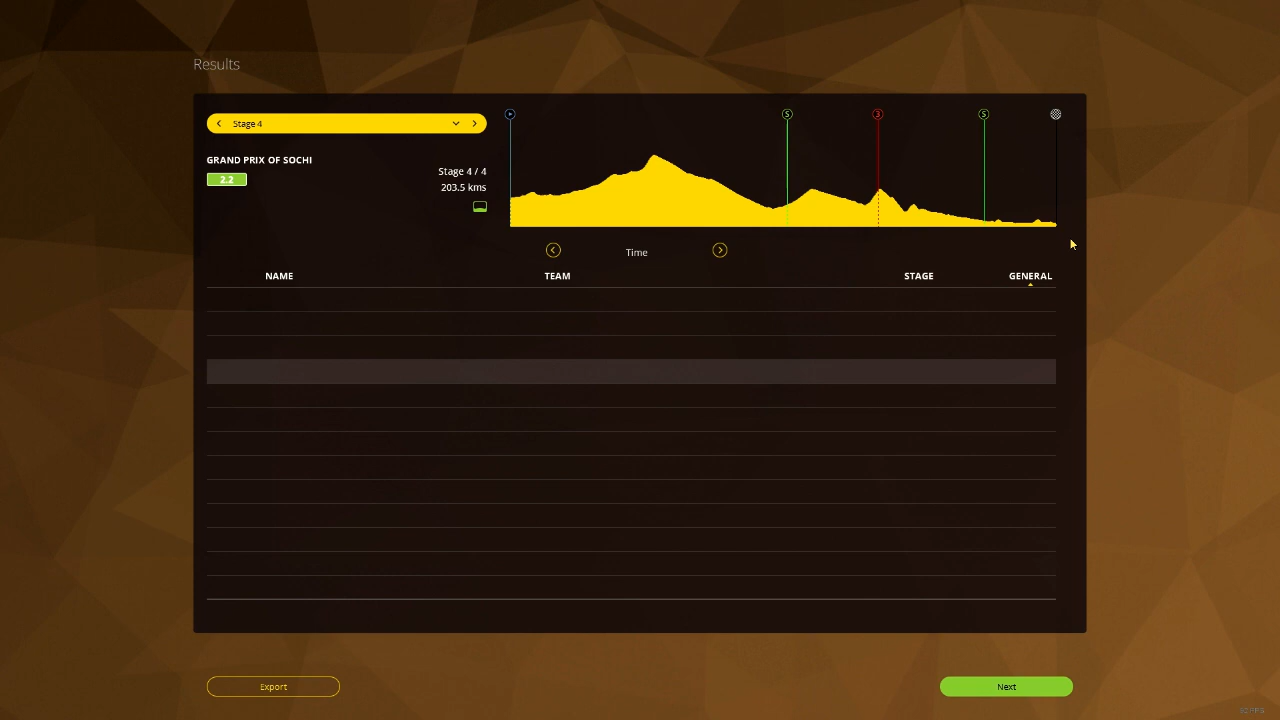 Results
Stage 4
S
3
S
GRAND PRIX OF SOCHI
2.2
Stage 4 / 4
203.5 kms
Time
NAME TEAM STAGE GENERAL
Export
Next